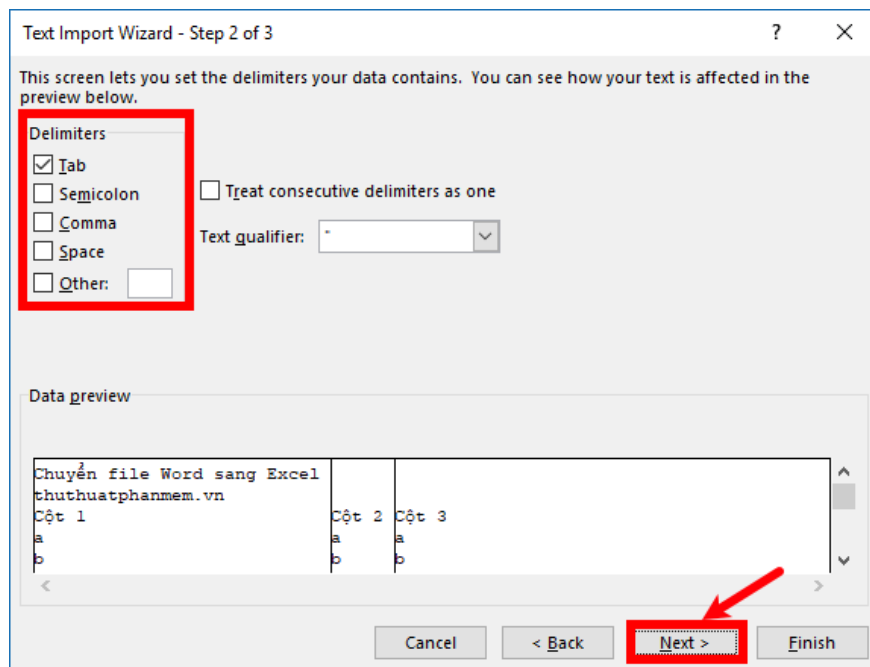 Text Import Wizard - Step 2 of 3
This screen lets you set the delimiters your data contains. You can see how your text is affected in the
preview below.
Delimiters
Tab
Semicolon
Comma
Space
Other:
Treat consecutive delimiters as one
Text qualifier: "
Data preview
Chuyển file Word sang Excel
thuthuatphanmem.vn
Cột 1 Cột 2 Cột 3
a a a
b b b
Cancel < Back Next > Finish